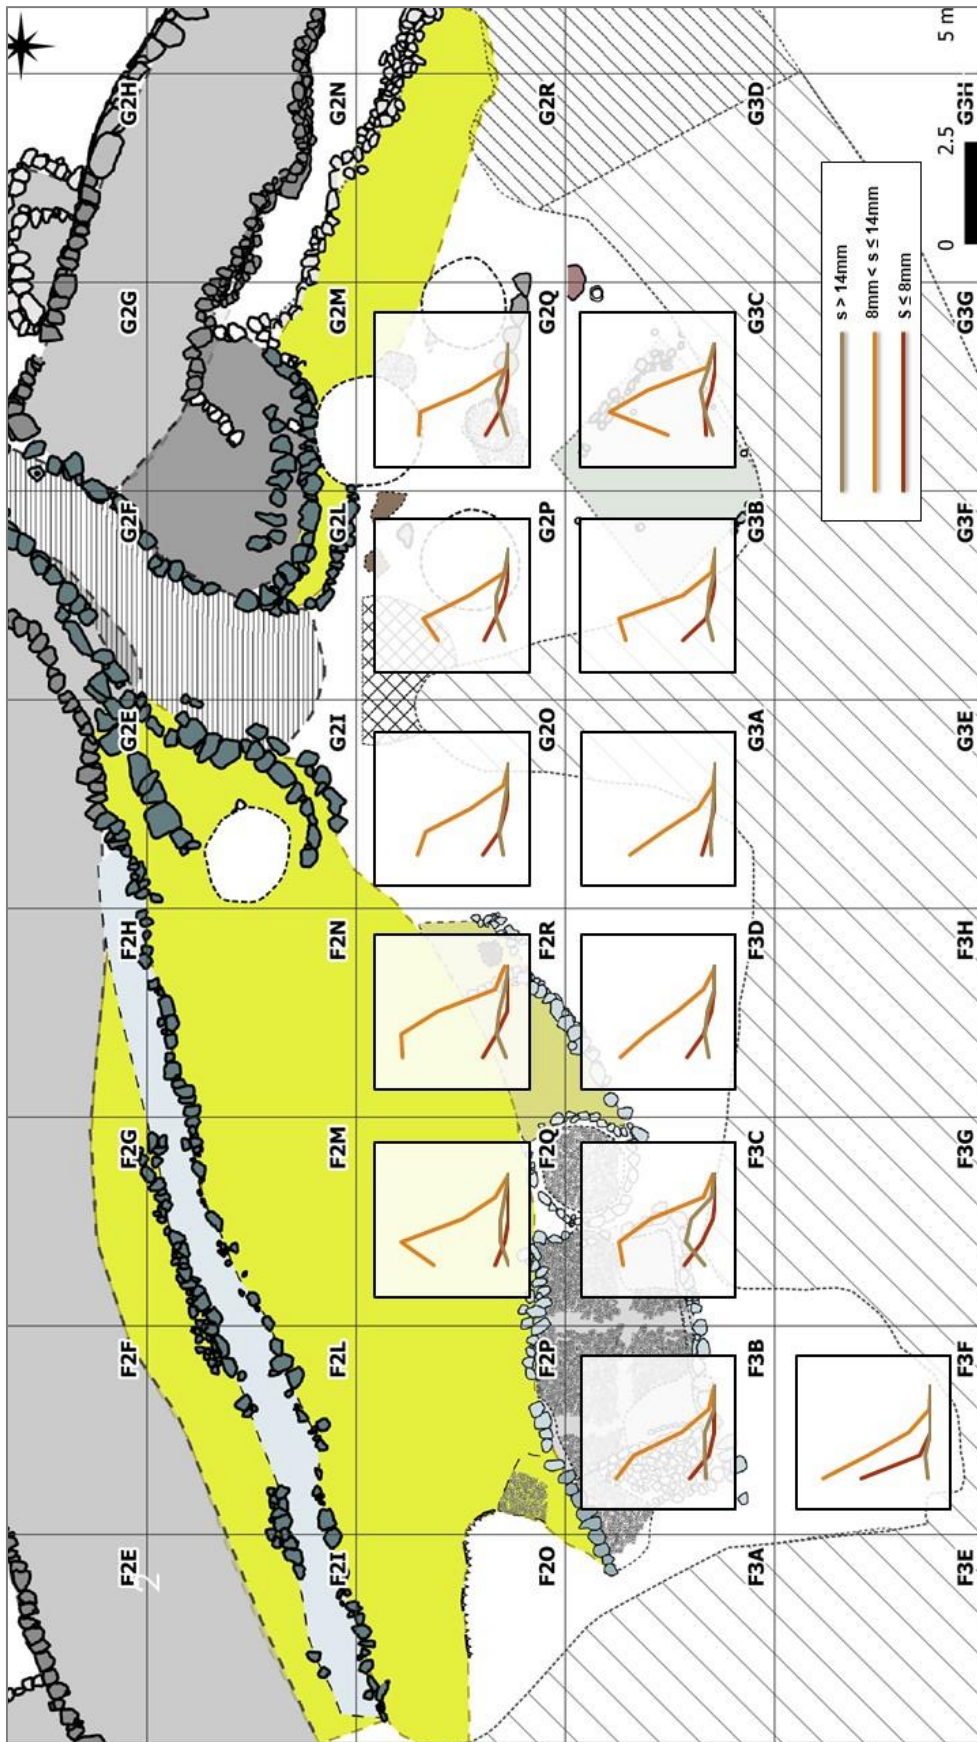 F2E F2F F2G F2H G2E G2F G2G G2H
2
F2I F2L F2M F2N G2I G2L G2M G2N
F2O F2P F2Q F2R G2O G2P G2Q G2R
F3A F3B F3C F3D G3A G3B G3C G3D
s > 14mm
8mm < s ≤ 14mm
S ≤ 8mm
0 2.5 5 m
F3E F3F F3G F3H G3E G3F G3G G3H